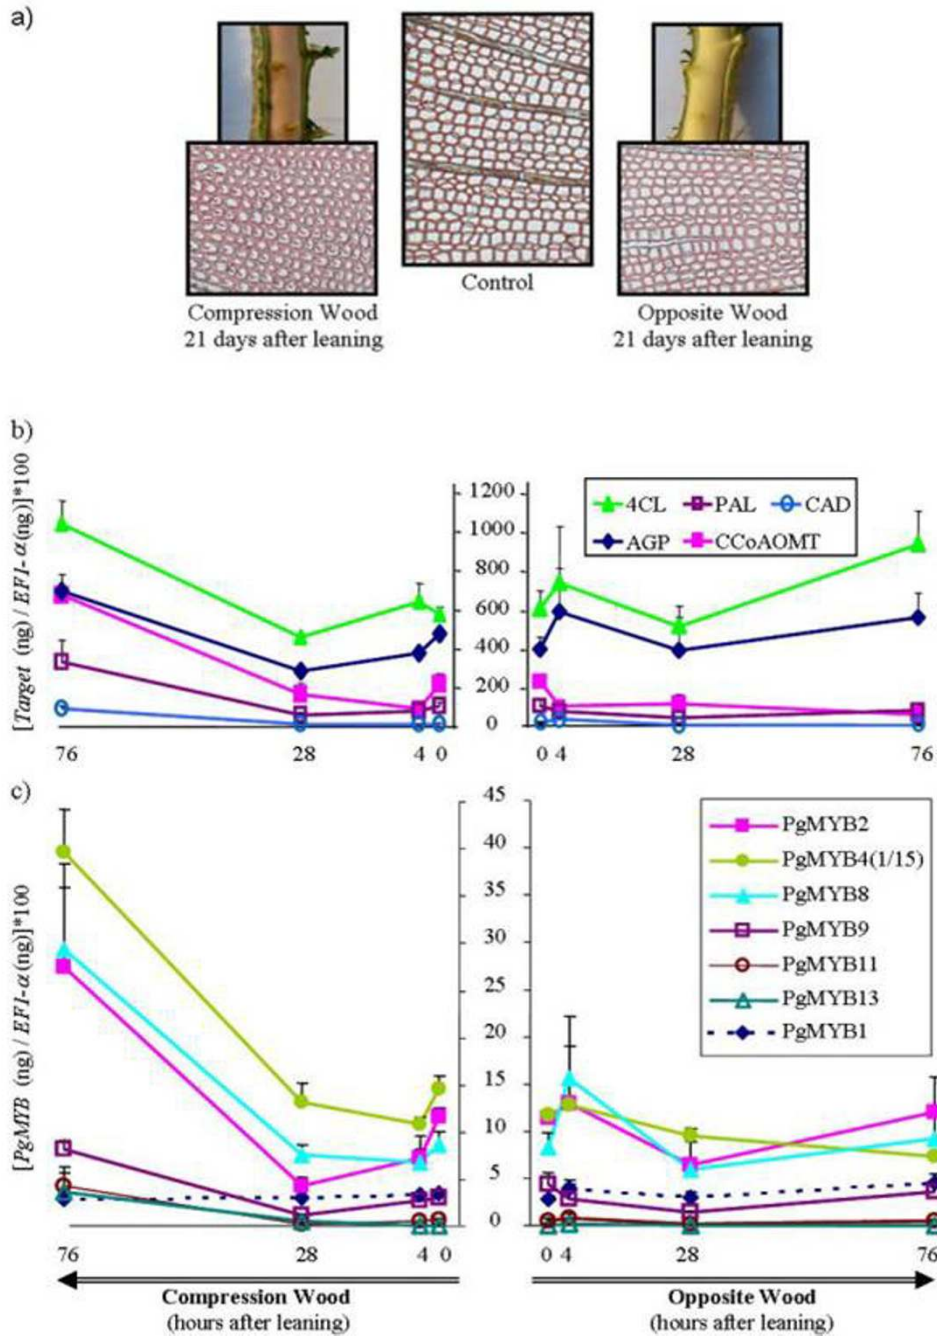 a)
Control
Compression Wood
21 days after leaning
Opposite Wood
21 days after leaning
b)
[Target (ng) / EF1-α(ng)]*100
1200
1000
800
600
400
200
0
4CL PAL CAD
AGP CCoAOMT
76 28 4 0 0 4 28 76
c)
[PgMYB (ng) / EF1-α(ng)]*100
45
40
35
30
25
20
15
10
5
0
PgMYB2
PgMYB4(1/15)
PgMYB8
PgMYB9
PgMYB11
PgMYB13
PgMYB1
76 28 4 0 0 4 28 76
Compression Wood
(hours after leaning)
Opposite Wood
(hours after leaning)